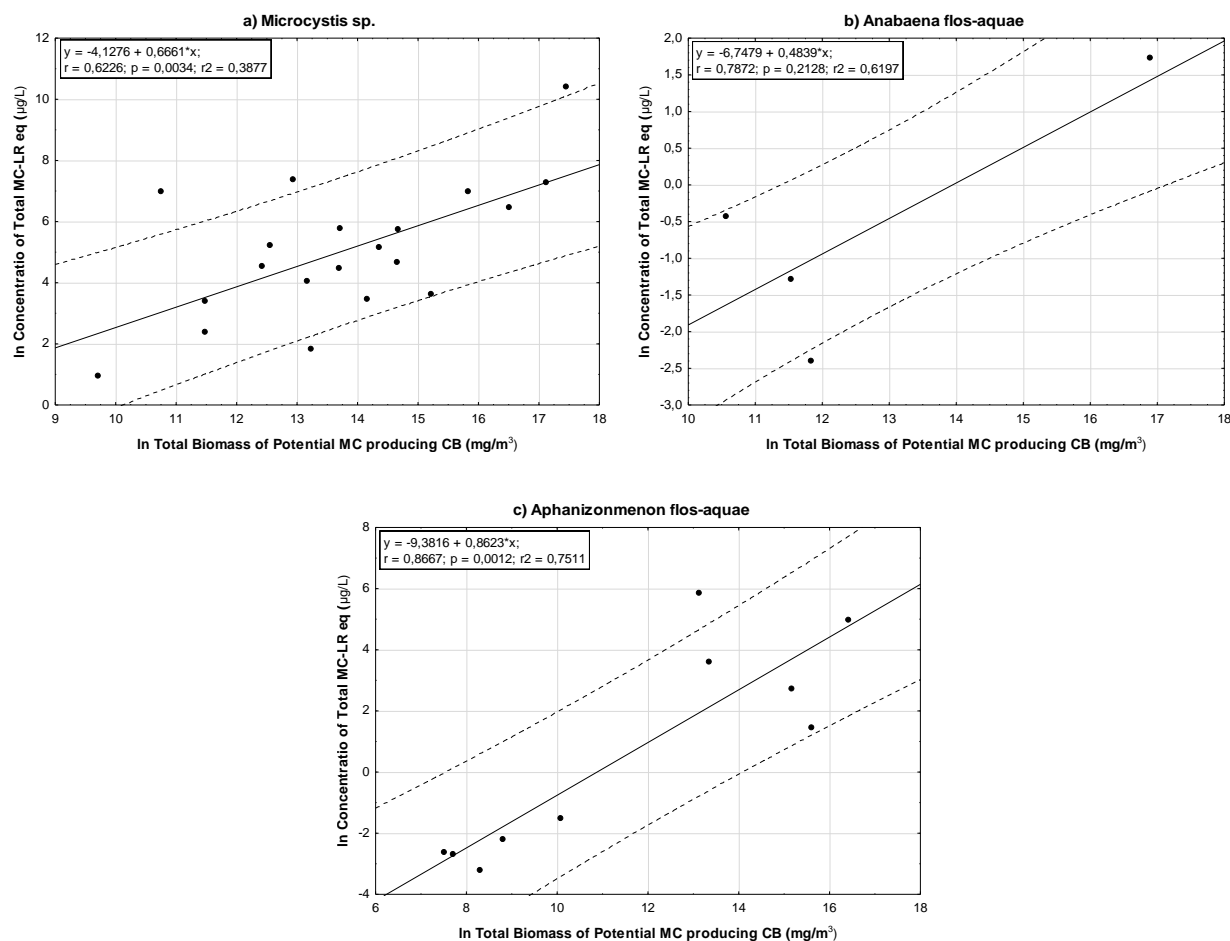 a) Microcystis sp.
y = -4,1276 + 0,6661*x;
r = 0,6226; p = 0,0034; r2 = 0,3877
ln Concentratio of Total MC-LR eq (µg/L)
12
10
8
6
4
2
0
9 10 11 12 13 14 15 16 17 18
ln Total Biomass of Potential MC producing CB (mg/m³)
b) Anabaena flos-aquae
y = -6,7479 + 0,4839*x;
r = 0,7872; p = 0,2128; r2 = 0,6197
ln Concentratio of Total MC-LR eq (µg/L)
2,0
1,5
1,0
0,5
0,0
-0,5
-1,0
-1,5
-2,0
-2,5
-3,0
10 11 12 13 14 15 16 17 18
ln Total Biomass of Potential MC producing CB (mg/m³)
c) Aphanizonmenon flos-aquae
y = -9,3816 + 0,8623*x;
r = 0,8667; p = 0,0012; r2 = 0,7511
ln Concentratio of Total MC-LR eq (µg/L)
8
6
4
2
0
-2
-4
6 8 10 12 14 16 18
ln Total Biomass of Potential MC producing CB (mg/m³)